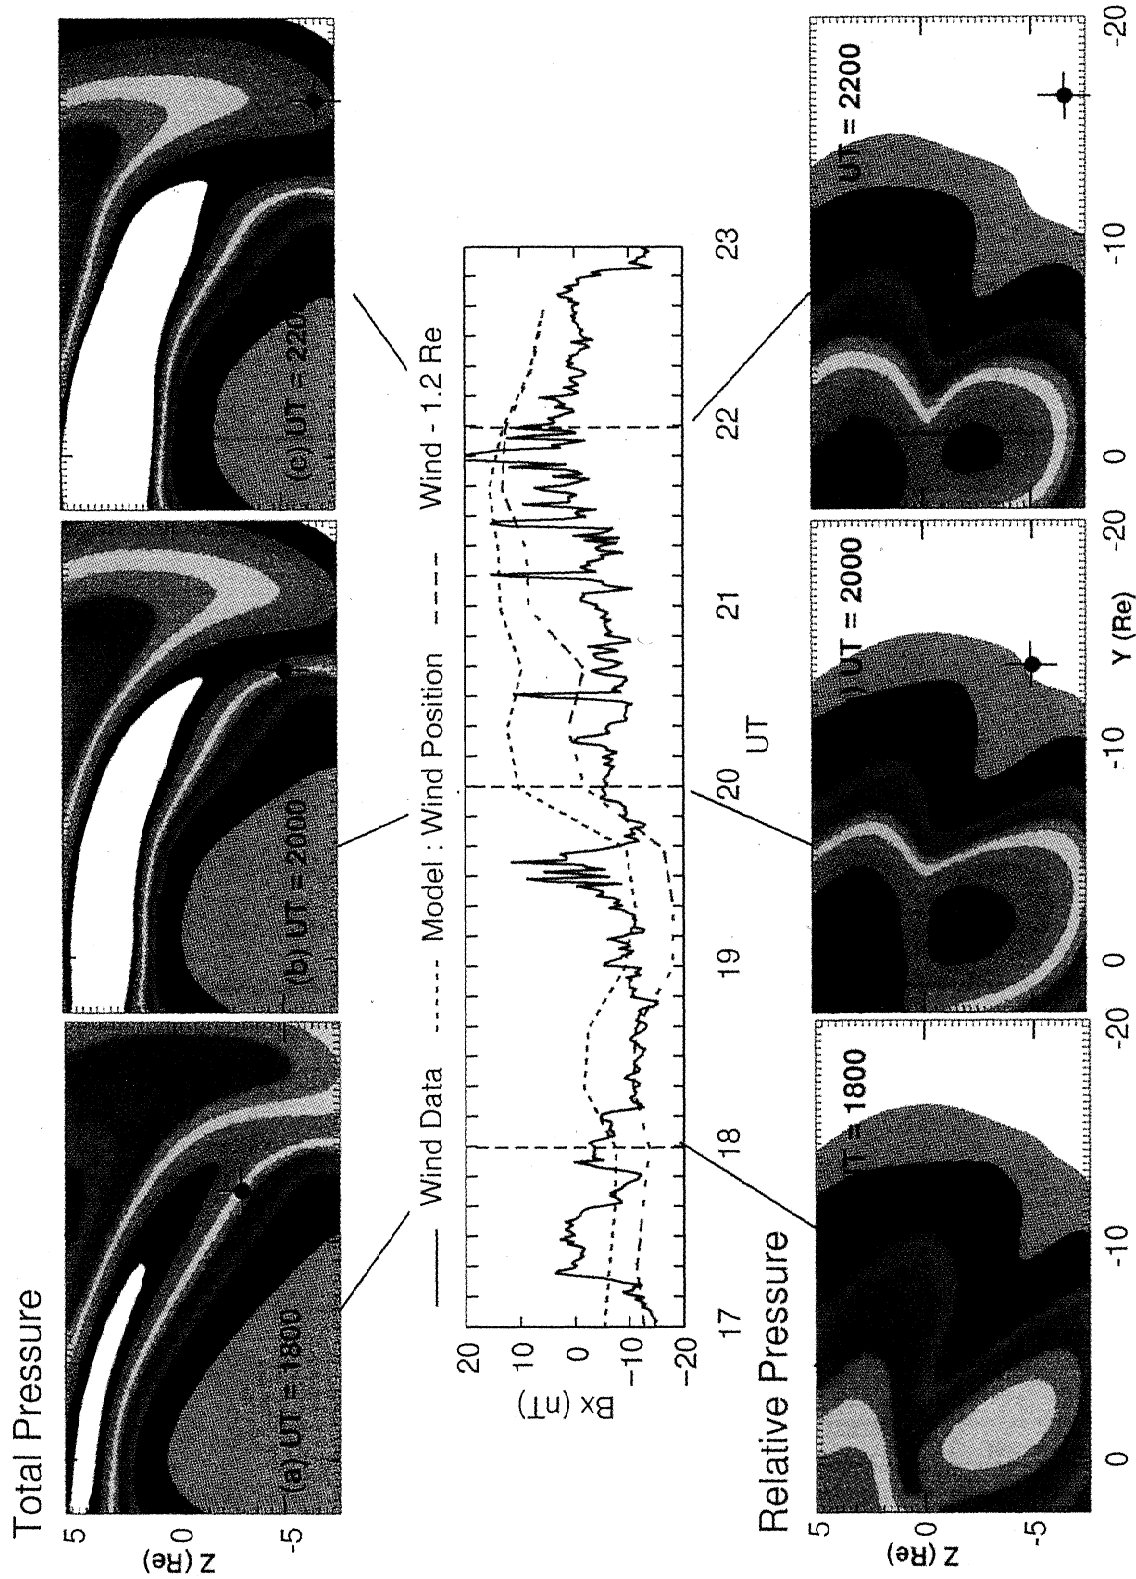 Total Pressure
5
0
-5
Z (Re)
(a) UT = 1800
(b) UT = 2000
(c) UT = 220
Wind Data
Model : Wind Position
Wind - 1.2 Re
20
10
0
-10
-20
Bx (nT)
17
18
19
20
21
22
23
UT
Relative Pressure
5
0
-5
Z (Re)
UT = 1800
) UT = 2000
UT = 2200
0
-10
-20
0
-10
-20
0
-10
-20
Y (Re)